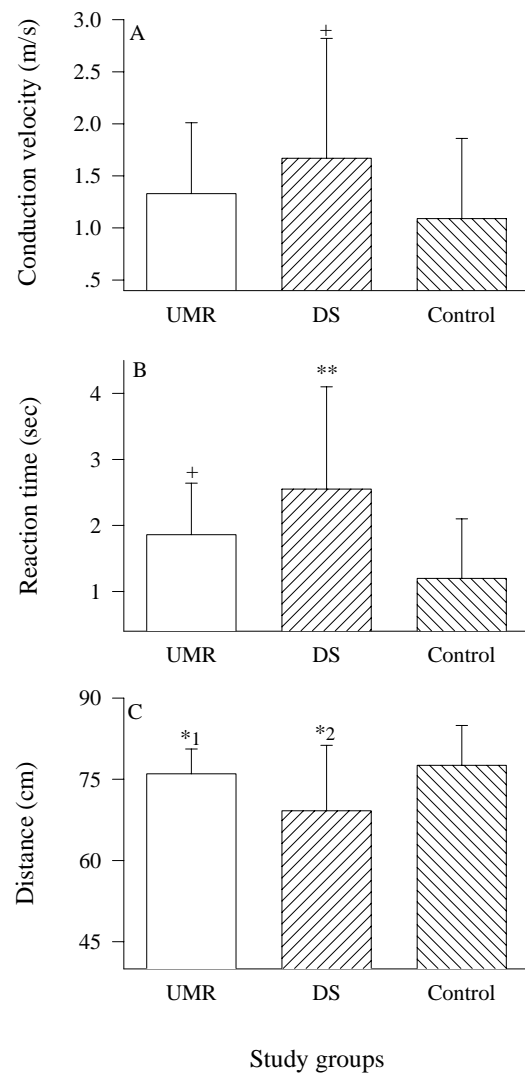 A
Conduction velocity (m/s)
3.0
2.5
2.0
1.5
1.0
.5
+
UMR DS Control
B
Reaction time (sec)
4
3
2
1
+
**
UMR DS Control
C
Distance (cm)
90
75
60
45
*1
*2
UMR DS Control
Study groups